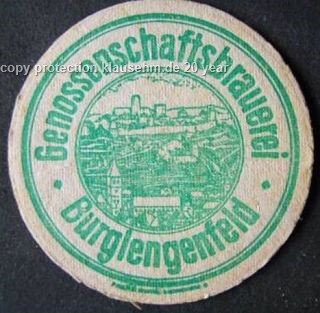 Genossenschaftsbrauerei
· Burglengenfeld ·
copy protection klausehm.de 20 year